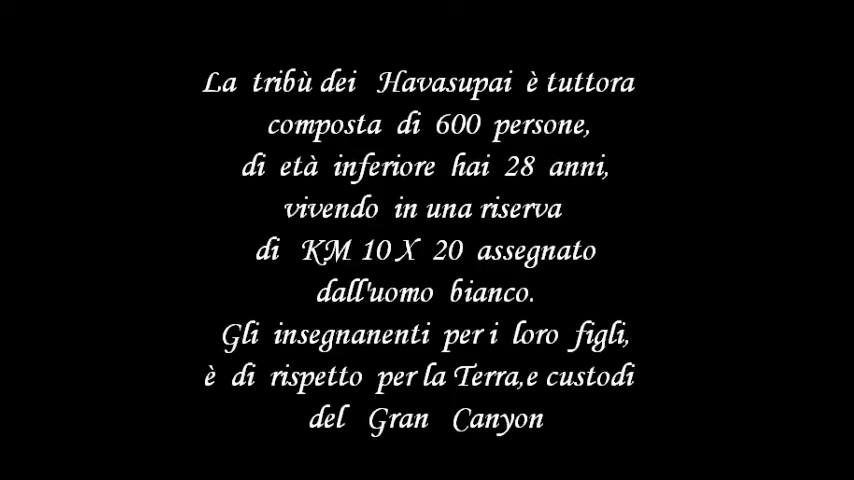 La tribù dei Havasupai è tuttora
composta di 600 persone,
di età inferiore hai 28 anni,
vivendo in una riserva
di KM 10 X 20 assegnato
dall'uomo bianco.
Gli insegnanenti per i loro figli,
è di rispetto per la Terra,e custodi
del Gran Canyon